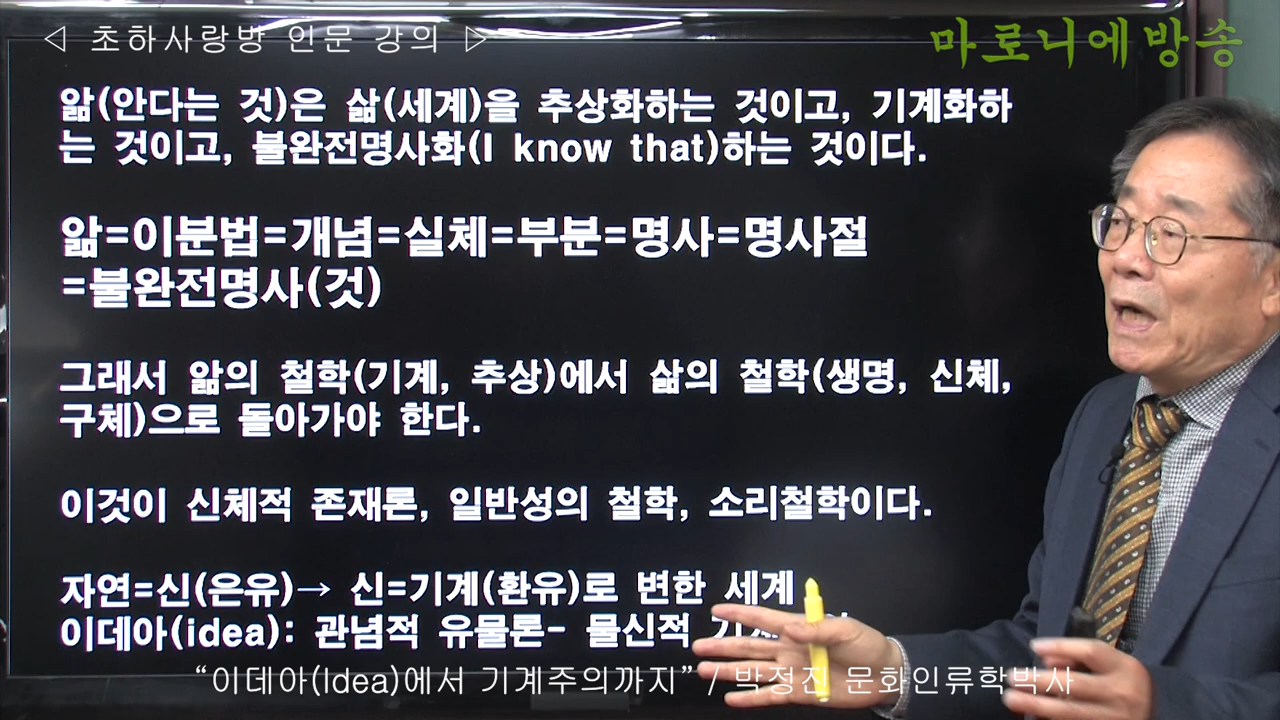 ◁ 초하사랑방 인문 강의 ▷
마로니에방송
앎(안다는 것)은 삶(세계)을 추상화하는 것이고, 기계화하
는 것이고, 불완전명사화(I know that)하는 것이다.
앎=이분법=개념=실체=부분=명사=명사절
=불완전명사(것)
그래서 앎의 철학(기계, 추상)에서 삶의 철학(생명, 신체,
구체)으로 돌아가야 한다.
이것이 신체적 존재론, 일반성의 철학, 소리철학이다.
자연=신(은유)→ 신=기계(환유)로 변한 세계
이데아(idea): 관념적 유물론- 물신적
“이데아(Idea)에서 기계주의까지” / 박정진 문화인류학박사